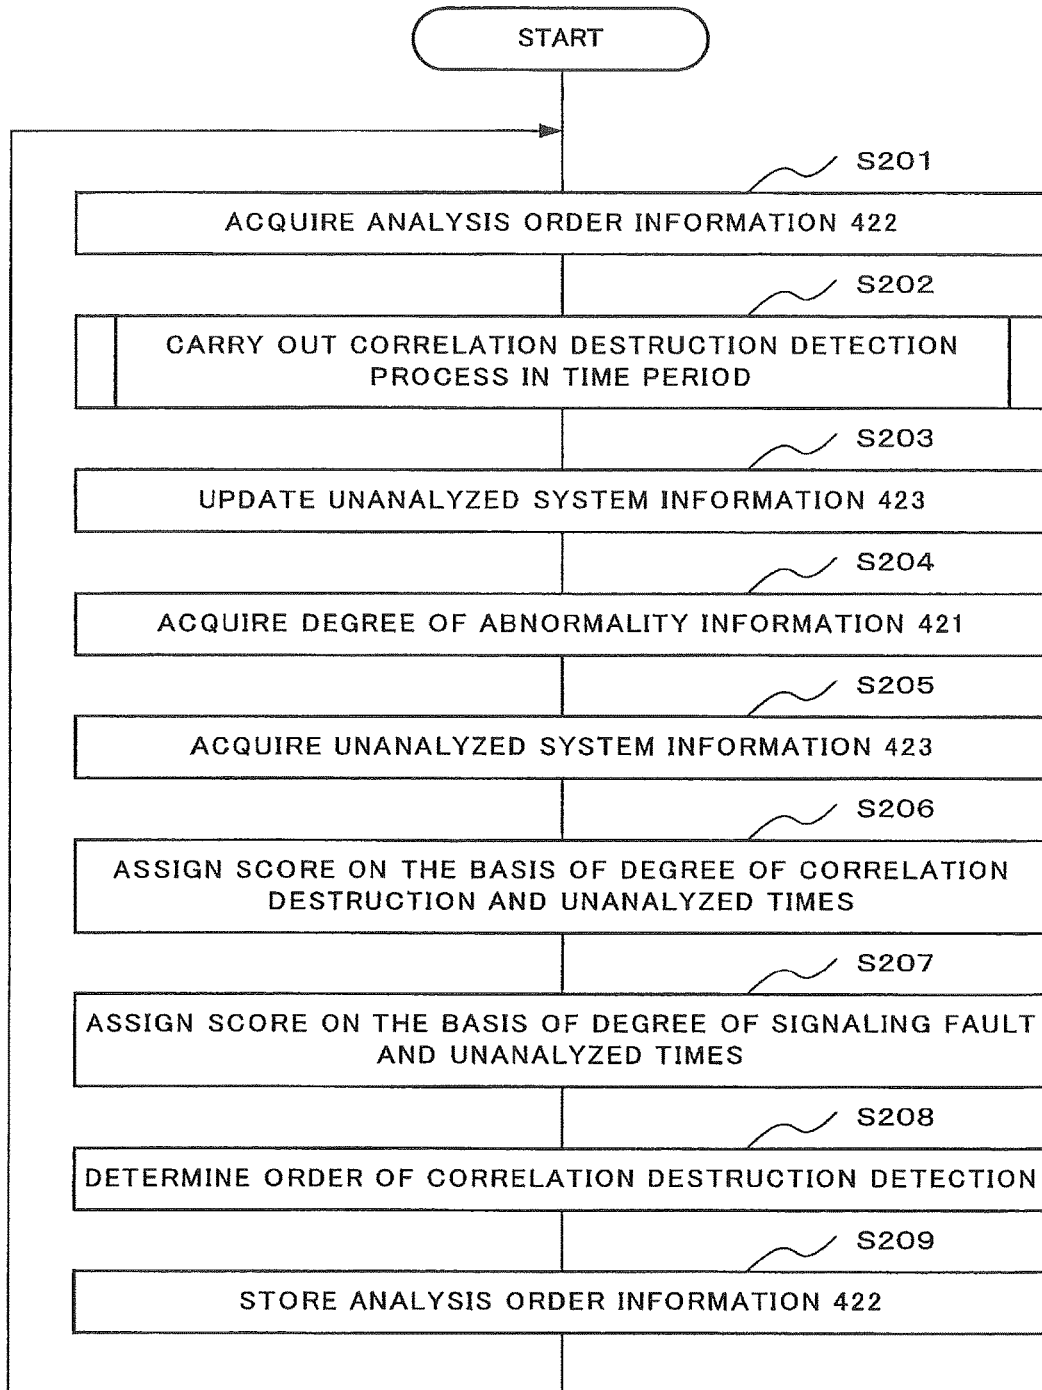 START
S201
ACQUIRE ANALYSIS ORDER INFORMATION 422
S202
CARRY OUT CORRELATION DESTRUCTION DETECTION
PROCESS IN TIME PERIOD
S203
UPDATE UNANALYZED SYSTEM INFORMATION 423
S204
ACQUIRE DEGREE OF ABNORMALITY INFORMATION 421
S205
ACQUIRE UNANALYZED SYSTEM INFORMATION 423
S206
ASSIGN SCORE ON THE BASIS OF DEGREE OF CORRELATION
DESTRUCTION AND UNANALYZED TIMES
S207
ASSIGN SCORE ON THE BASIS OF DEGREE OF SIGNALING FAULT
AND UNANALYZED TIMES
S208
DETERMINE ORDER OF CORRELATION DESTRUCTION DETECTION
S209
STORE ANALYSIS ORDER INFORMATION 422